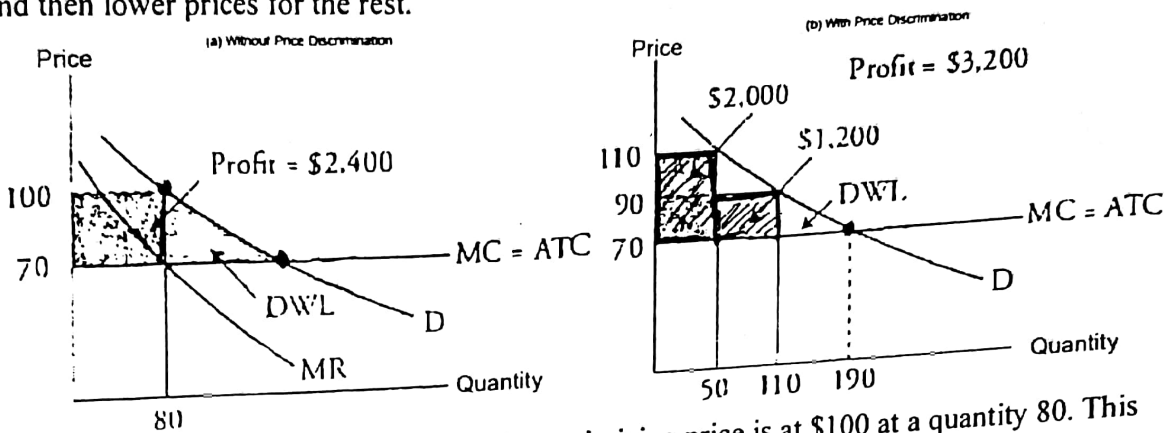 nd then lower prices for the rest.
(a) Without Price Discrimination
Price
Profit = $2,400
100
70
MC = ATC
DWL
D
MR
Quantity
80
(b) With Price Discrimination
Price
Profit = $3,200
$2,000
$1,200
110
90
70
DWL
MC = ATC
D
Quantity
50 110 190
price is at $100 at a quantity 80. This